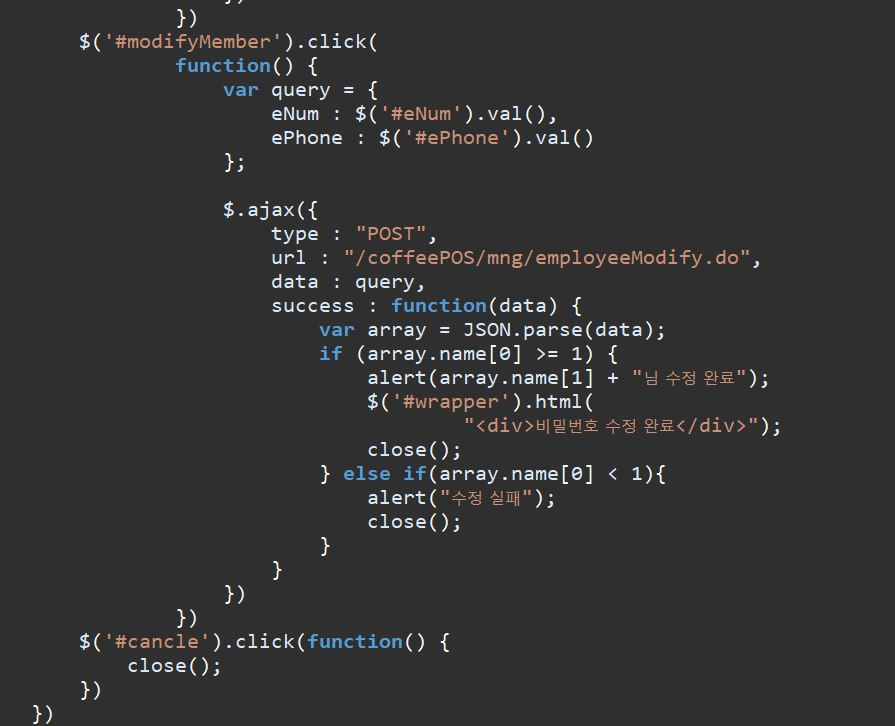 })
$('#modifyMember').click(
function() {
var query = {
eNum : $('#eNum').val(),
ePhone : $('#ePhone').val()
};
$.ajax({
type : "POST",
url : "/coffeePOS/mng/employeeModify.do",
data : query,
success : function(data) {
var array = JSON.parse(data);
if (array.name[0] >= 1) {
alert(array.name[1] + "님 수정 완료");
$('#wrapper').html(
"<div>비밀번호 수정 완료</div>");
close();
} else if(array.name[0] < 1){
alert("수정 실패");
close();
}
}
})
})
$('#cancle').click(function() {
close();
})
})